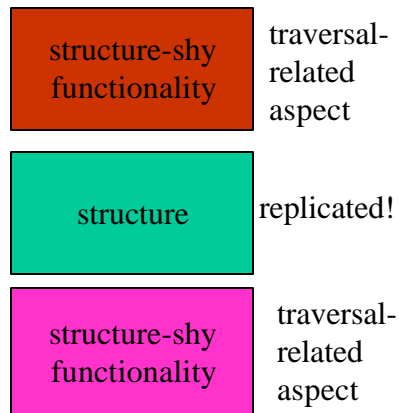 structure-shy
functionality
traversal-
related
aspect
structure
replicated!
structure-shy
functionality
traversal-
related
aspect